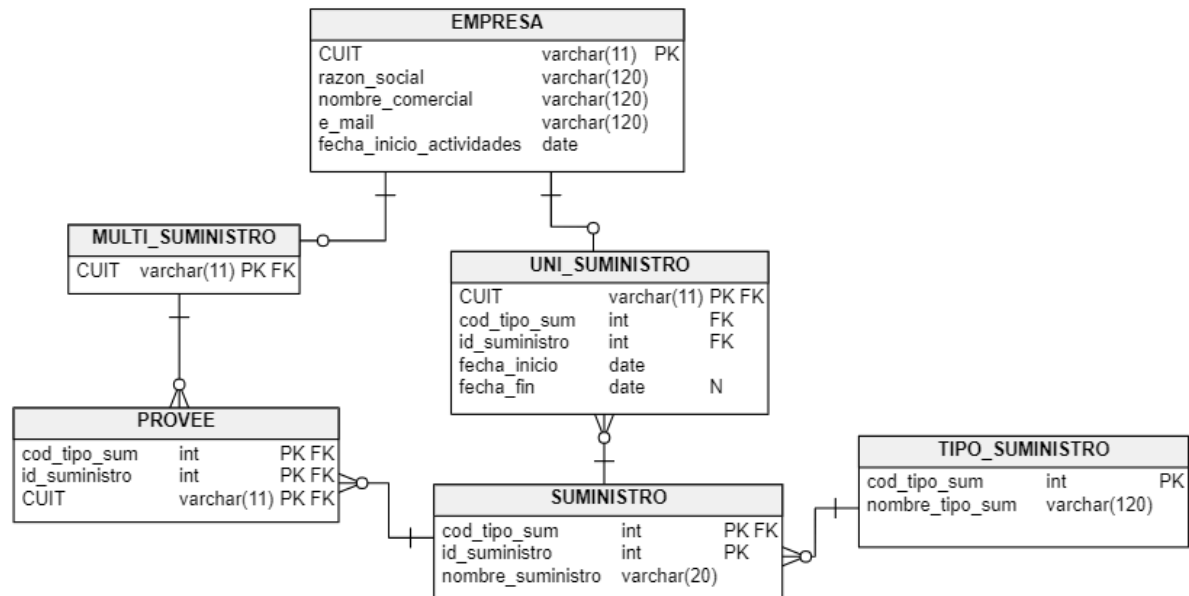 EMPRESA
CUIT varchar(11) PK
razon_social varchar(120)
nombre_comercial varchar(120)
e_mail varchar(120)
fecha_inicio_actividades date
MULTI_SUMINISTRO
CUIT varchar(11) PK FK
UNI_SUMINISTRO
CUIT varchar(11) PK FK
cod_tipo_sum int FK
id_suministro int FK
fecha_inicio date
fecha_fin date N
PROVEE
cod_tipo_sum int PK FK
id_suministro int PK FK
CUIT varchar(11) PK FK
TIPO_SUMINISTRO
cod_tipo_sum int PK
nombre_tipo_sum varchar(120)
SUMINISTRO
cod_tipo_sum int PK FK
id_suministro int PK
nombre_suministro varchar(20)